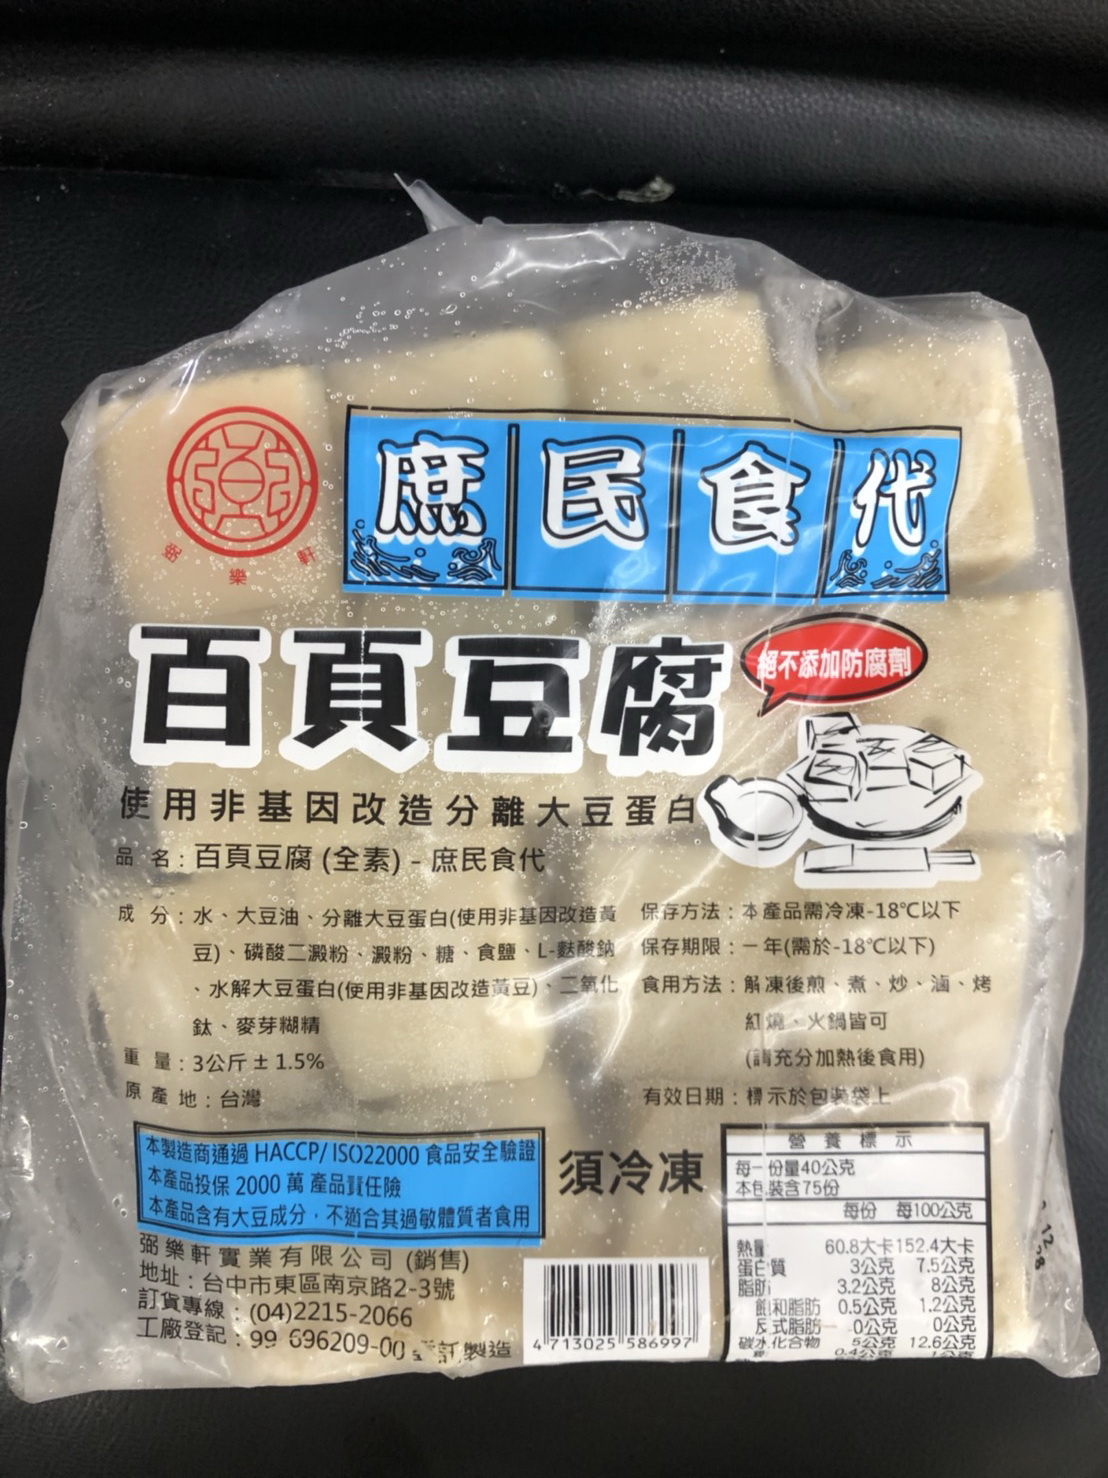 弼樂軒
庶民食代
百頁豆腐
絕不添加防腐劑
使用非基因改造分離大豆蛋白
品名：百頁豆腐(全素)-庶民食代
成分：水、大豆油、分離大豆蛋白(使用非基因改造黃
豆)、磷酸二澱粉、澱粉、糖、食鹽、L-麩酸鈉
、水解大豆蛋白(使用非基因改造黃豆)、二氧化
鈦、麥芽糊精
重量：3公斤±1.5%
原產地：台灣
保存方法：本產品需冷凍-18℃以下
保存期限：一年(需於-18℃以下)
食用方法：解凍後煎、煮、炒、滷、烤
紅燒、火鍋皆可
(請充分加熱後食用)
有效日期：標示於包裝袋上
本製造商通過 HACCP/ ISO22000 食品安全驗證
本產品投保 2000 萬 產品責任險
本產品含有大豆成分，不適合其過敏體質者食用
須冷凍
弼樂軒實業有限公司 (銷售)
地址：台中市東區南京路2-3號
訂貨專線：(04)2215-2066
工廠登記：99-696209-00 委託製造
4 713025 586997
營養標示
每一份量40公克
本包裝含75份
每份 每100公克
熱量 60.8大卡 152.4大卡
蛋白質 3公克 7.5公克
脂肪 3.2公克 8公克
飽和脂肪 0.5公克 1.2公克
反式脂肪 0公克 0公克
碳水化合物 5公克 12.6公克